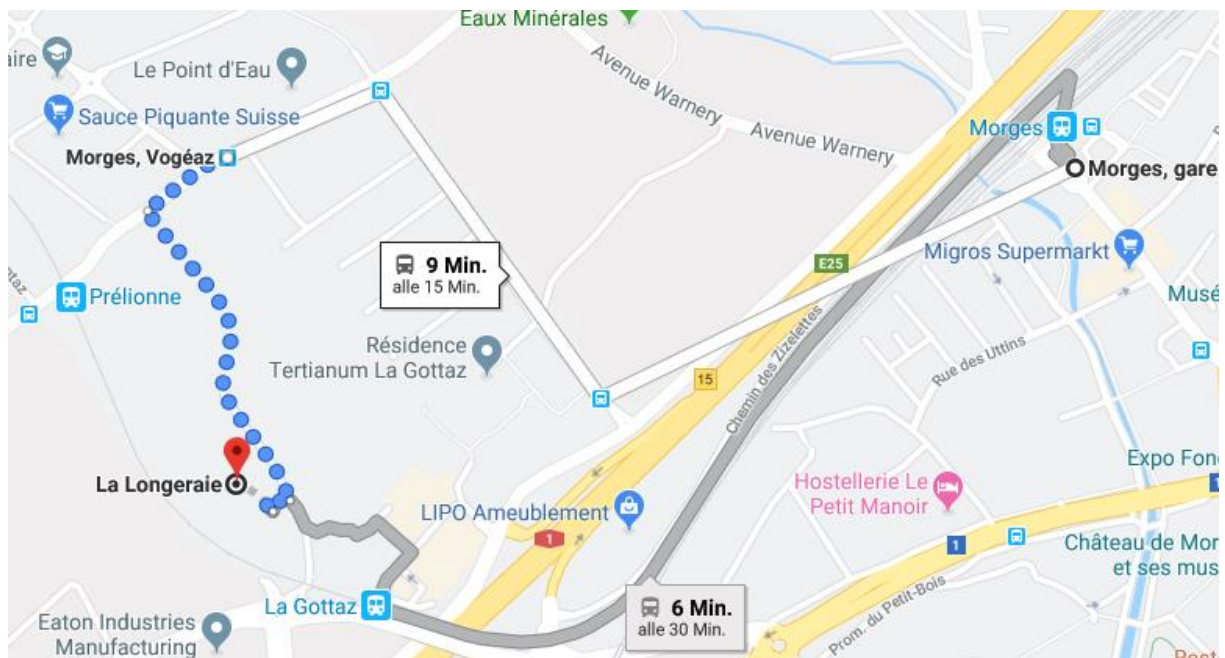 Eaux Minérales
aire
Le Point d'Eau
Sauce Piquante Suisse
Avenue Warnery
Avenue Warnery
Morges
Morges, Vogéaz
Morges, gare
9 Min.
alle 15 Min.
E25
Migros Supermarkt
Prélionne
Musé
Résidence
Tertianum La Gottaz
15
Chemin des Zizelettes
Rue des Uttins
La Longeraie
Hostellerie Le
Petit Manoir
Expo Fon
1
LIPO Ameublement
1
1
Château de Mor
et ses mus
La Gottaz
6 Min.
alle 30 Min.
Prom. du Petit-Bois
Eaton Industries
Manufacturing